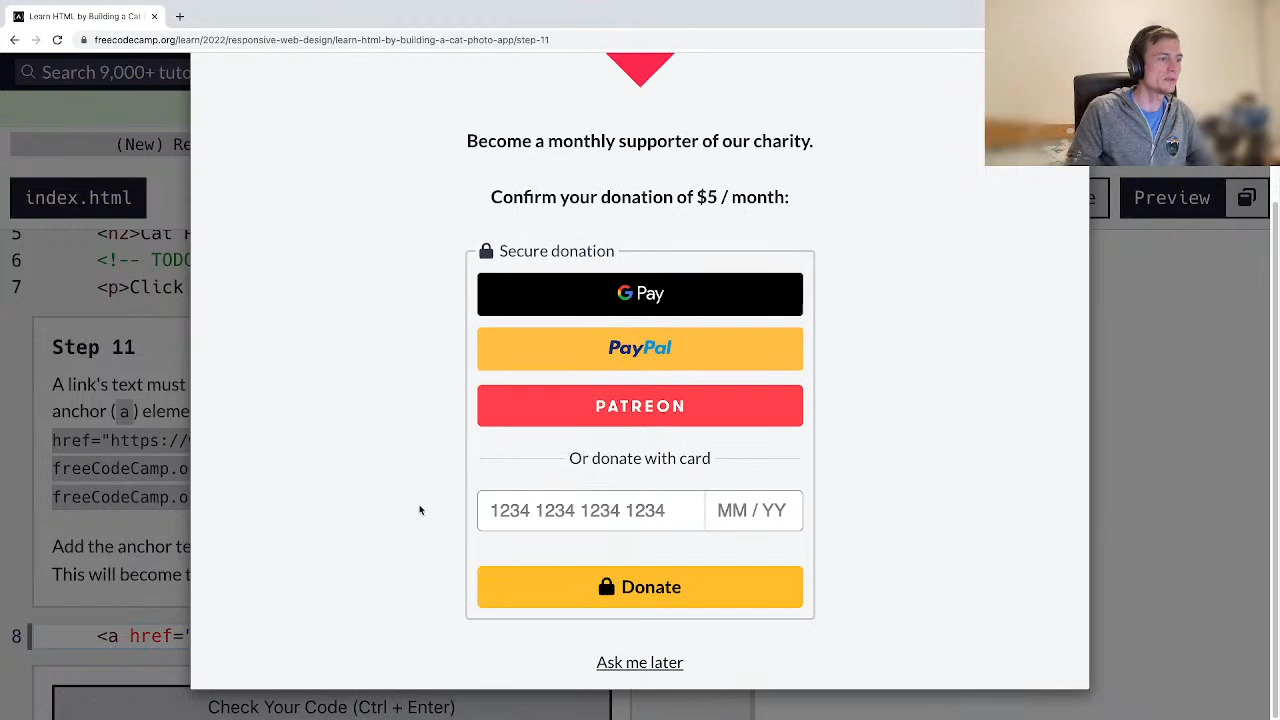 Learn HTML by Building a Cat
freecodecamp.org/learn/2022/responsive-web-design/learn-html-by-building-a-cat-photo-app/step-11
Search 9,000+ tuto
(New) Re
index.html
e
Preview
5 <h2>Cat P
6 <!-- TODO
7 <p>Click
Step 11
A link's text must
anchor (a) eleme
href="https://
freeCodeCamp.o
freeCodeCamp.o
Add the anchor te
This will become t
8 <a href="
Check Your Code (Ctrl + Enter)
Become a monthly supporter of our charity.
Confirm your donation of $5 / month:
Secure donation
G Pay
PayPal
PATREON
Or donate with card
1234 1234 1234 1234 MM / YY
Donate
Ask me later